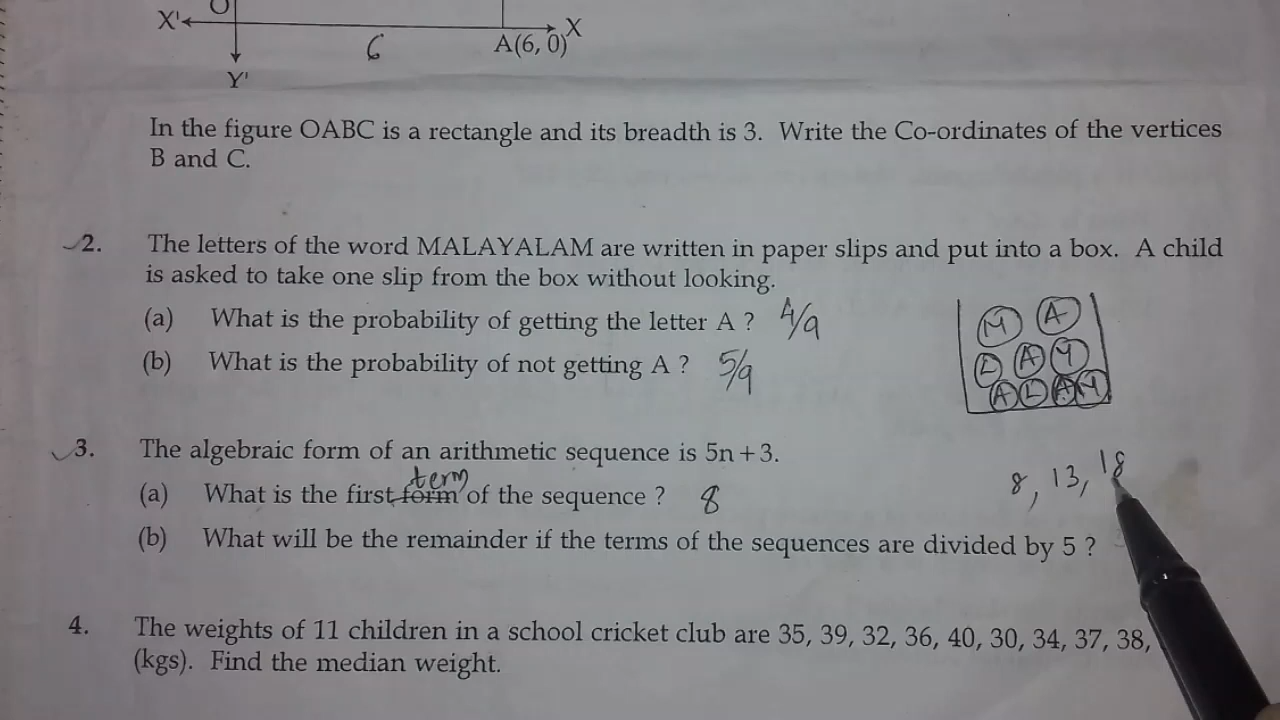 O
X' X
6 A(6, 0)
Y'
In the figure OABC is a rectangle and its breadth is 3. Write the Co-ordinates of the vertices
B and C.
2. The letters of the word MALAYALAM are written in paper slips and put into a box. A child
is asked to take one slip from the box without looking.
(a) What is the probability of getting the letter A ? 4/9
(b) What is the probability of not getting A ? 5/9
M A
L A Y
A L A M
3. The algebraic form of an arithmetic sequence is 5n + 3.
term
(a) What is the first form of the sequence ? 8
8, 13, 18
(b) What will be the remainder if the terms of the sequences are divided by 5 ?
4. The weights of 11 children in a school cricket club are 35, 39, 32, 36, 40, 30, 34, 37, 38,
(kgs). Find the median weight.